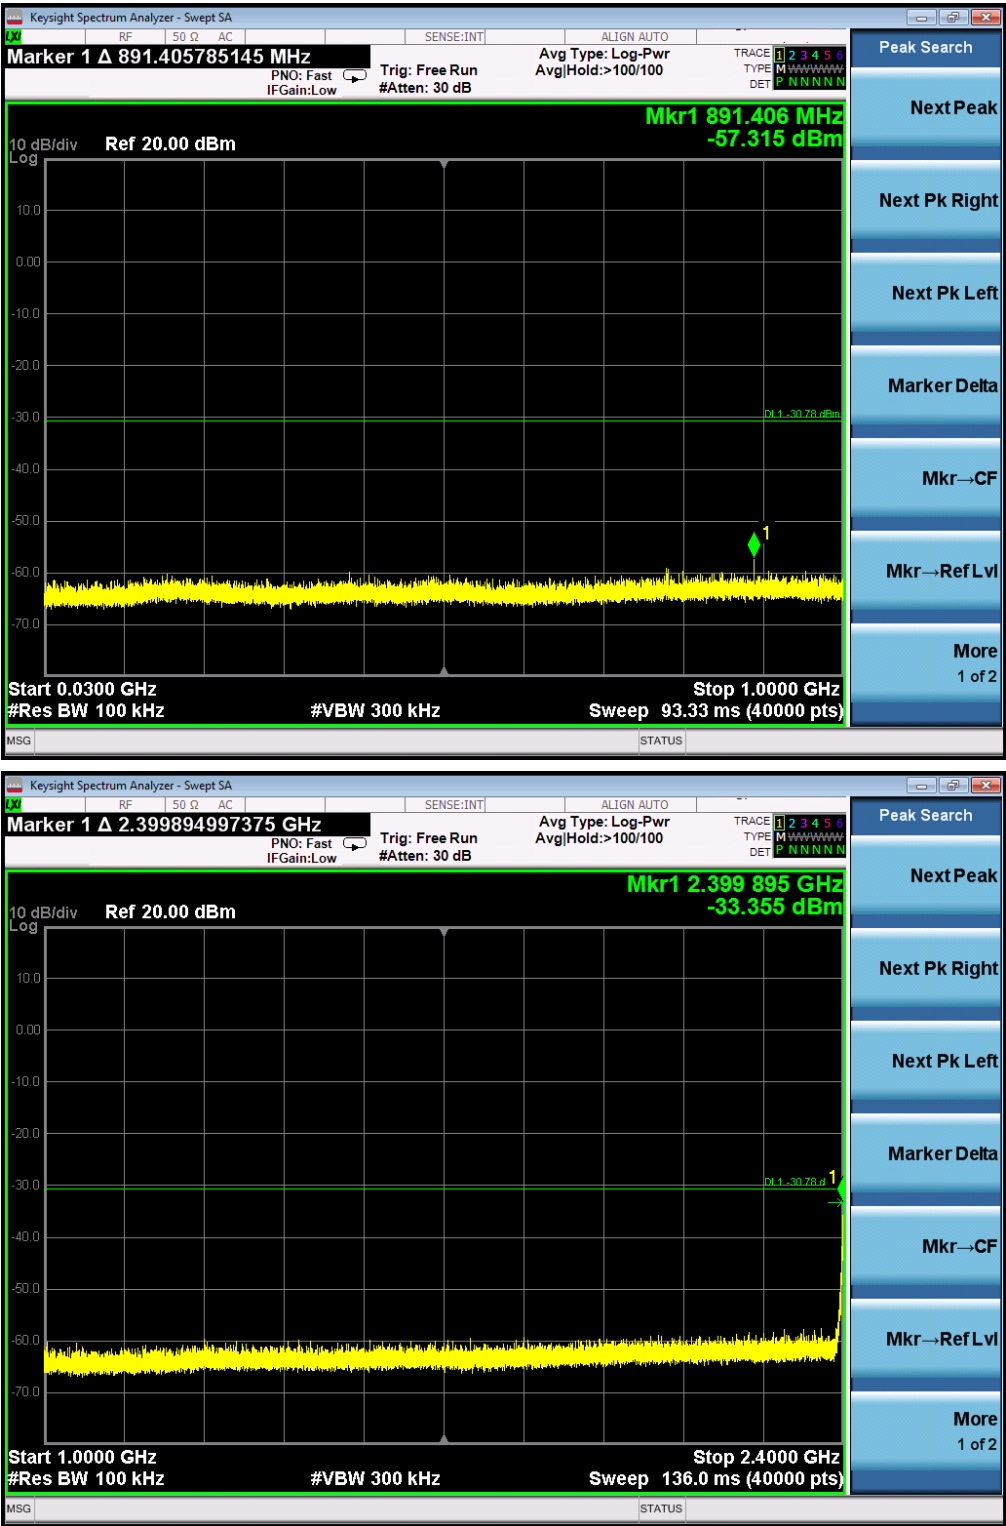 Keysight Spectrum Analyzer - Swept SA
LXI RF 50 Ω AC SENSE:INT ALIGN AUTO
Marker 1 Δ 891.405785145 MHz
PNO: Fast
IFGain:Low
Trig: Free Run
#Atten: 30 dB
Avg Type: Log-Pwr
Avg|Hold:>100/100
TRACE 1 2 3 4 5 6
TYPE M WWWWW
DET P N N N N N
Mkr1 891.406 MHz
-57.315 dBm
10 dB/div Ref 20.00 dBm
Log
10.0
0.00
-10.0
-20.0
-30.0
DL1 -30.78 dBm
-40.0
-50.0
1
-60.0
-70.0
Start 0.0300 GHz Stop 1.0000 GHz
#Res BW 100 kHz #VBW 300 kHz Sweep 93.33 ms (40000 pts)
MSG STATUS
Peak Search
Next Peak
Next Pk Right
Next Pk Left
Marker Delta
Mkr→CF
Mkr→Ref Lvl
More
1 of 2
Keysight Spectrum Analyzer - Swept SA
LXI RF 50 Ω AC SENSE:INT ALIGN AUTO
Marker 1 Δ 2.399894997375 GHz
PNO: Fast
IFGain:Low
Trig: Free Run
#Atten: 30 dB
Avg Type: Log-Pwr
Avg|Hold:>100/100
TRACE 1 2 3 4 5 6
TYPE M WWWWW
DET P N N N N N
Mkr1 2.399 895 GHz
-33.355 dBm
10 dB/div Ref 20.00 dBm
Log
10.0
0.00
-10.0
-20.0
-30.0
DL1 -30.78 d
1
-40.0
-50.0
-60.0
-70.0
Start 1.0000 GHz Stop 2.4000 GHz
#Res BW 100 kHz #VBW 300 kHz Sweep 136.0 ms (40000 pts)
MSG STATUS
Peak Search
Next Peak
Next Pk Right
Next Pk Left
Marker Delta
Mkr→CF
Mkr→Ref Lvl
More
1 of 2